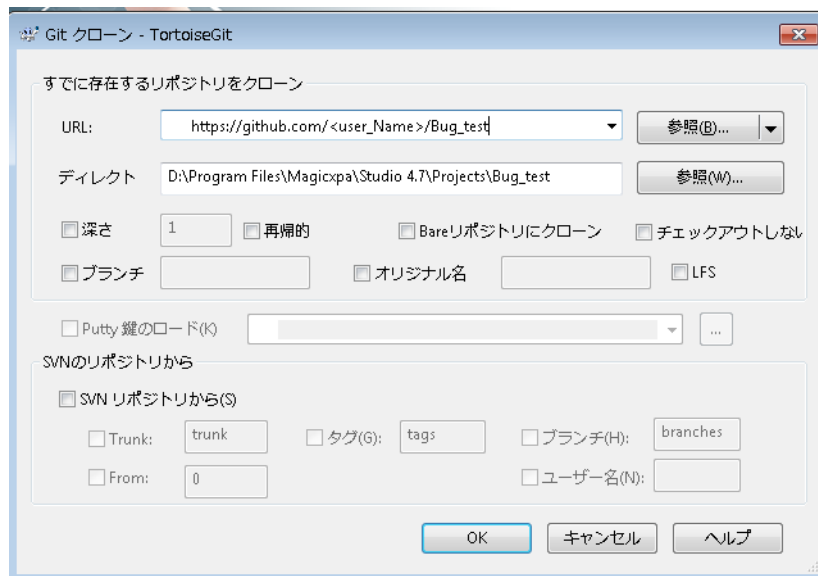 Git クローン - TortoiseGit
すでに存在するリポジトリをクローン
URL: https://github.com/<user_Name>/Bug_test 参照(B)...
ディレクト D:\Program Files\Magicxpa\Studio 4.7\Projects\Bug_test 参照(W)...
深さ 1 再帰的 Bareリポジトリにクローン チェックアウトしない
ブランチ オリジナル名 LFS
Putty 鍵のロード(K) ...
SVNのリポジトリから
SVN リポジトリから(S)
Trunk: trunk タグ(G): tags ブランチ(H): branches
From: 0 ユーザー名(N):
OK キャンセル ヘルプ